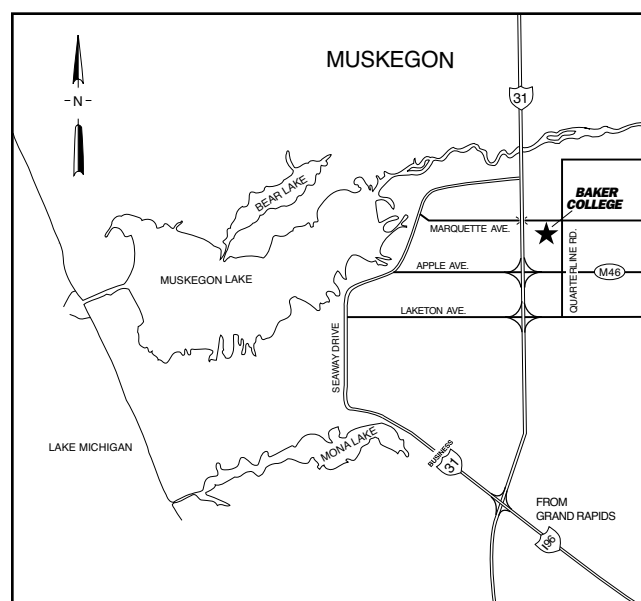 MUSKEGON
31
-N-
BEAR LAKE
BAKER
COLLEGE
MARQUETTE AVE.
QUARTERLINE RD.
MUSKEGON LAKE
APPLE AVE.
M46
LAKETON AVE.
SEAWAY DRIVE
LAKE MICHIGAN
MONA LAKE
BUSINESS
31
FROM
GRAND RAPIDS
196